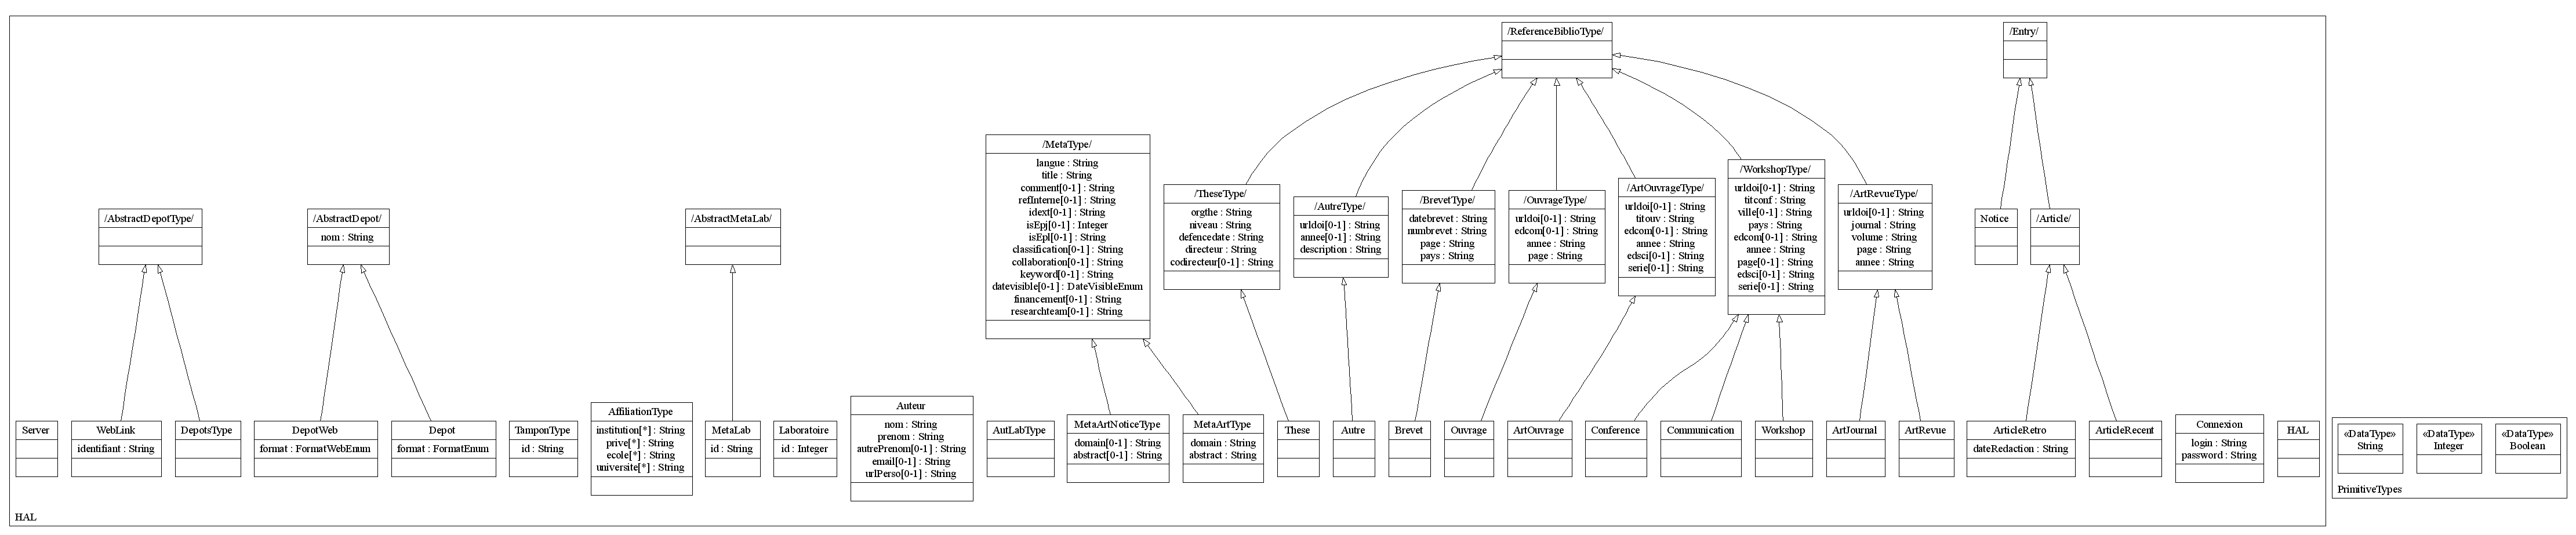 /ReferenceBiblioType/
/Entry/
/MetaType/
langue : String
title : String
comment[0-1] : String
refInterne[0-1] : String
idext[0-1] : String
isEpj[0-1] : Integer
isEpl[0-1] : String
classification[0-1] : String
collaboration[0-1] : String
keyword[0-1] : String
datevisible[0-1] : DateVisibleEnum
financement[0-1] : String
researchteam[0-1] : String
/TheseType/
orgthe : String
niveau : String
defencedate : String
directeur : String
codirecteur[0-1] : String
/AutreType/
urldoi[0-1] : String
annee[0-1] : String
description : String
/BrevetType/
datebrevet : String
numbrevet : String
page : String
pays : String
/OuvrageType/
urldoi[0-1] : String
edcom[0-1] : String
annee : String
page : String
/ArtOuvrageType/
urldoi[0-1] : String
titouv : String
edcom[0-1] : String
annee : String
edsci[0-1] : String
serie[0-1] : String
/WorkshopType/
urldoi[0-1] : String
titconf : String
ville[0-1] : String
pays : String
edcom[0-1] : String
annee : String
page[0-1] : String
edsci[0-1] : String
serie[0-1] : String
/ArtRevueType/
urldoi[0-1] : String
journal : String
volume : String
page : String
annee : String
Notice
/Article/
/AbstractDepotType/
/AbstractDepot/
nom : String
/AbstractMetaLab/
Server
WebLink
identifiant : String
DepotsType
DepotWeb
format : FormatWebEnum
Depot
format : FormatEnum
TamponType
id : String
AffiliationType
institution[*] : String
prive[*] : String
ecole[*] : String
universite[*] : String
MetaLab
id : String
Laboratoire
id : Integer
Auteur
nom : String
prenom : String
autrePrenom[0-1] : String
email[0-1] : String
urlPerso[0-1] : String
AutLabType
MetaArtNoticeType
domain[0-1] : String
abstract[0-1] : String
MetaArtType
domain : String
abstract : String
These
Autre
Brevet
Ouvrage
ArtOuvrage
Conference
Communication
Workshop
ArtJournal
ArtRevue
ArticleRetro
dateRedaction : String
ArticleRecent
Connexion
login : String
password : String
HAL
HAL
«DataType»
String
«DataType»
Integer
«DataType»
Boolean
PrimitiveTypes